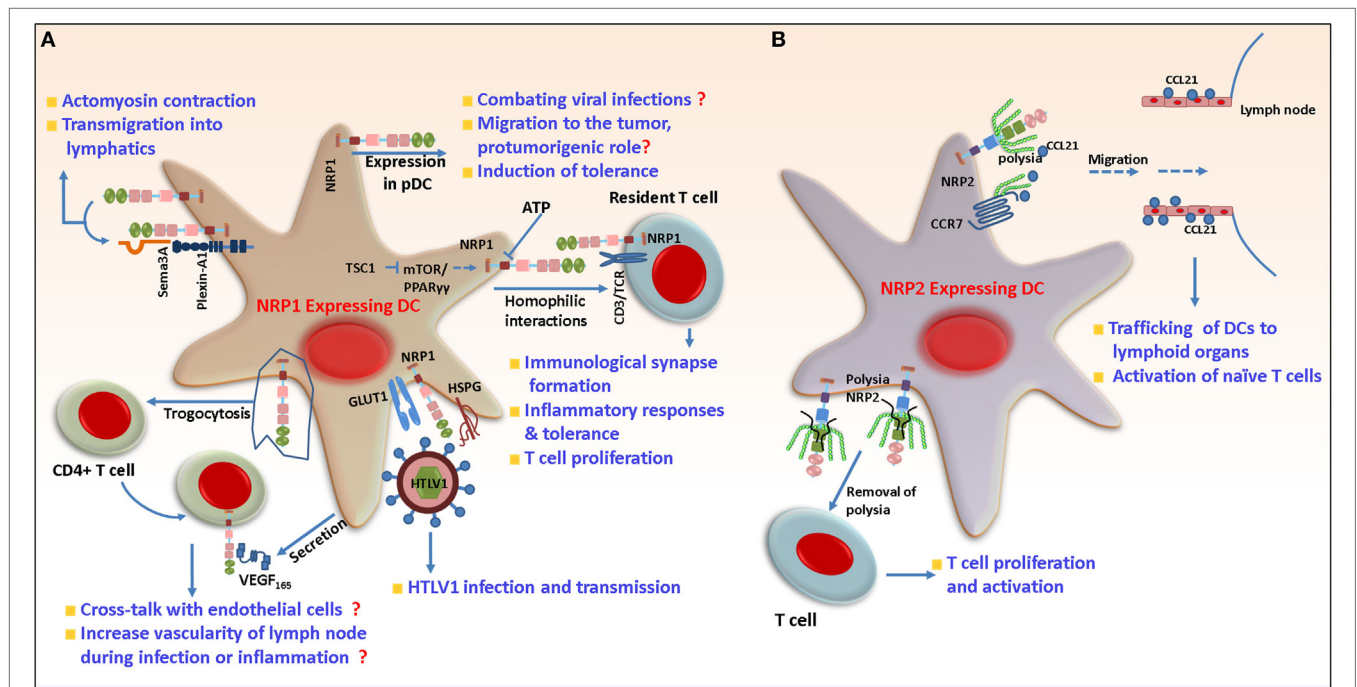 A
Actomyosin contraction
Transmigration into
lymphatics
NRP1
Expression
in pDC
Combating viral infections ?
Migration to the tumor,
protumorigenic role?
Induction of tolerance
Sema3A
Plexin-A1
TSC1
mTOR/
PPARγγ
NRP1
ATP
Resident T cell
NRP1
CD3/TCR
Homophilic
interactions
NRP1 Expressing DC
Immunological synapse
formation
Inflammatory responses
& tolerance
T cell proliferation
Trogocytosis
CD4+ T cell
GLUT1
NRP1
HSPG
HTLV1
Secretion
VEGF165
HTLV1 infection and transmission
Cross-talk with endothelial cells ?
Increase vascularity of lymph node
during infection or inflammation ?
B
NRP2
polysia
CCL21
CCR7
Migration
CCL21
Lymph node
CCL21
NRP2 Expressing DC
Trafficking of DCs to
lymphoid organs
Activation of naïve T cells
Polysia
NRP2
Removal of
polysia
T cell
T cell proliferation
and activation